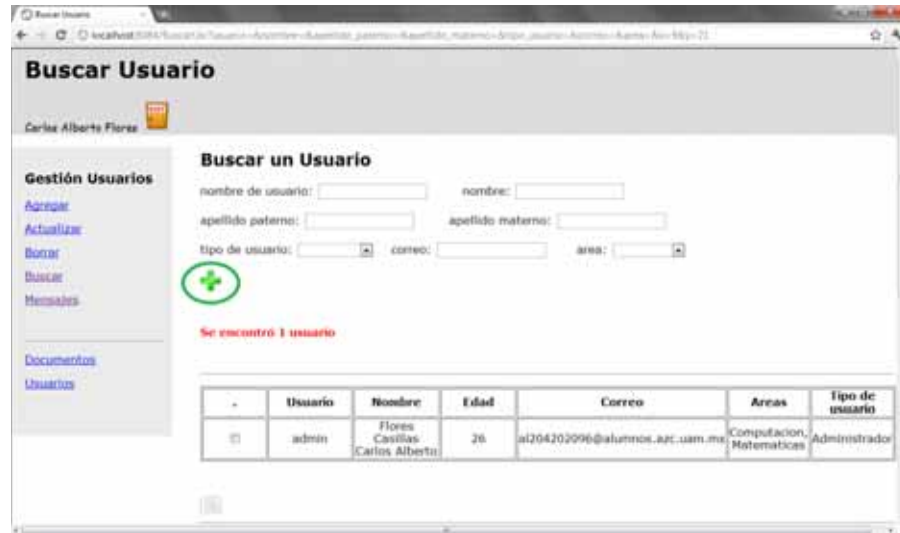 Buscar Usuario
Buscar Usuario
Carlos Alberto Flores
Gestión Usuarios
Agregar
Actualizar
Borrar
Buscar
Mensajes
Documentos
Usuarios
Buscar un Usuario
nombre de usuario: nombre:
apellido paterno: apellido materno:
tipo de usuario: correo: area:
Se encontró 1 usuario
. Usuario Nombre Edad Correo Areas Tipo de usuario
admin Flores Casillas Carlos Alberto 26 al204202096@alumnos.azc.uam.mx Computacion, Matematicas Administrador